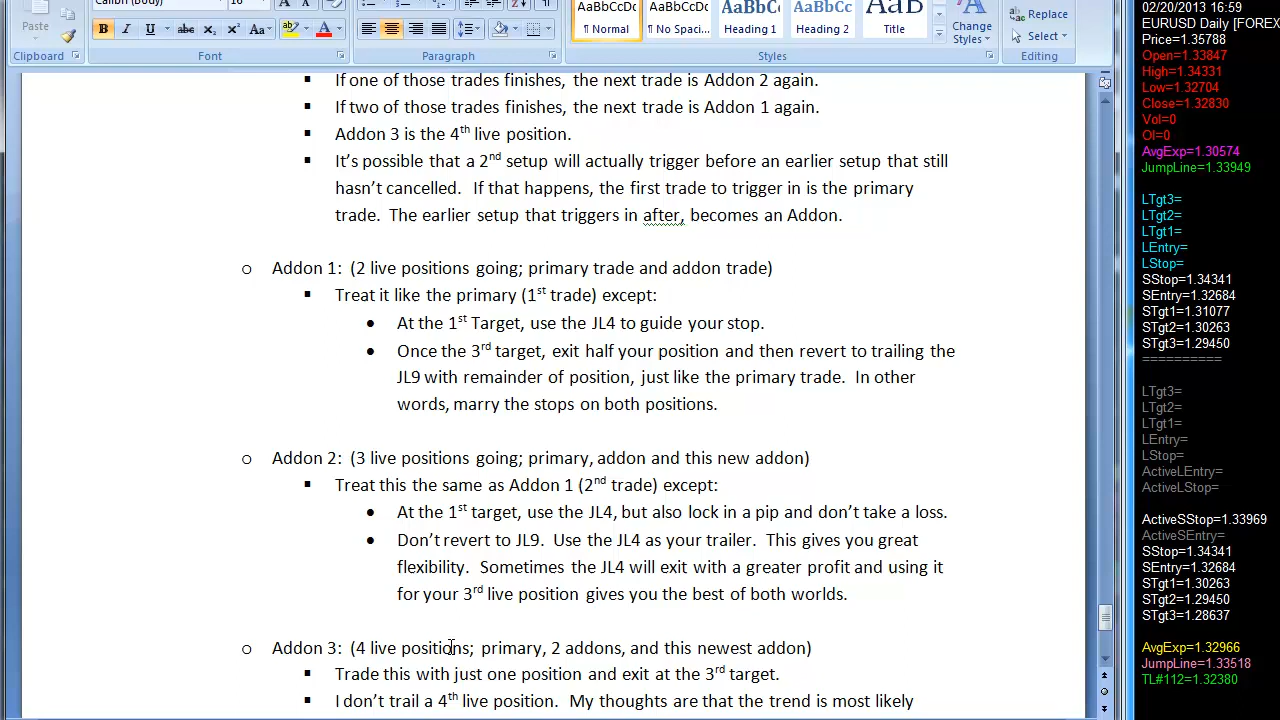 Calibri (Body)
16
Paste
Clipboard
B I U abc x₂ x² Aa
Font
Paragraph
AaBbCcDc
¶ Normal
AaBbCcDc
¶ No Spaci...
AaBbC
Heading 1
AaBbCc
Heading 2
AaB
Title
Change
Styles
Styles
Replace
Select
Editing
▪ If one of those trades finishes, the next trade is Addon 2 again.
▪ If two of those trades finishes, the next trade is Addon 1 again.
▪ Addon 3 is the 4th live position.
▪ It's possible that a 2nd setup will actually trigger before an earlier setup that still
hasn't cancelled. If that happens, the first trade to trigger in is the primary
trade. The earlier setup that triggers in after, becomes an Addon.
o Addon 1: (2 live positions going; primary trade and addon trade)
▪ Treat it like the primary (1st trade) except:
• At the 1st Target, use the JL4 to guide your stop.
• Once the 3rd target, exit half your position and then revert to trailing the
JL9 with remainder of position, just like the primary trade. In other
words, marry the stops on both positions.
o Addon 2: (3 live positions going; primary, addon and this new addon)
▪ Treat this the same as Addon 1 (2nd trade) except:
• At the 1st target, use the JL4, but also lock in a pip and don't take a loss.
• Don't revert to JL9. Use the JL4 as your trailer. This gives you great
flexibility. Sometimes the JL4 will exit with a greater profit and using it
for your 3rd live position gives you the best of both worlds.
o Addon 3: (4 live positions; primary, 2 addons, and this newest addon)
▪ Trade this with just one position and exit at the 3rd target.
▪ I don't trail a 4th live position. My thoughts are that the trend is most likely
02/20/2013 16:59
EURUSD Daily [FOREX
Price=1.35788
Open=1.33847
High=1.34331
Low=1.32704
Close=1.32830
Vol=0
OI=0
AvgExp=1.30574
JumpLine=1.33949
LTgt3=
LTgt2=
LTgt1=
LEntry=
LStop=
SStop=1.34341
SEntry=1.32684
STgt1=1.31077
STgt2=1.30263
STgt3=1.29450
==========
LTgt3=
LTgt2=
LTgt1=
LEntry=
LStop=
ActiveLEntry=
ActiveLStop=
ActiveSStop=1.33969
ActiveSEntry=
SStop=1.34341
SEntry=1.32684
STgt1=1.30263
STgt2=1.29450
STgt3=1.28637
AvgExp=1.32966
JumpLine=1.33518
TL#112=1.32380